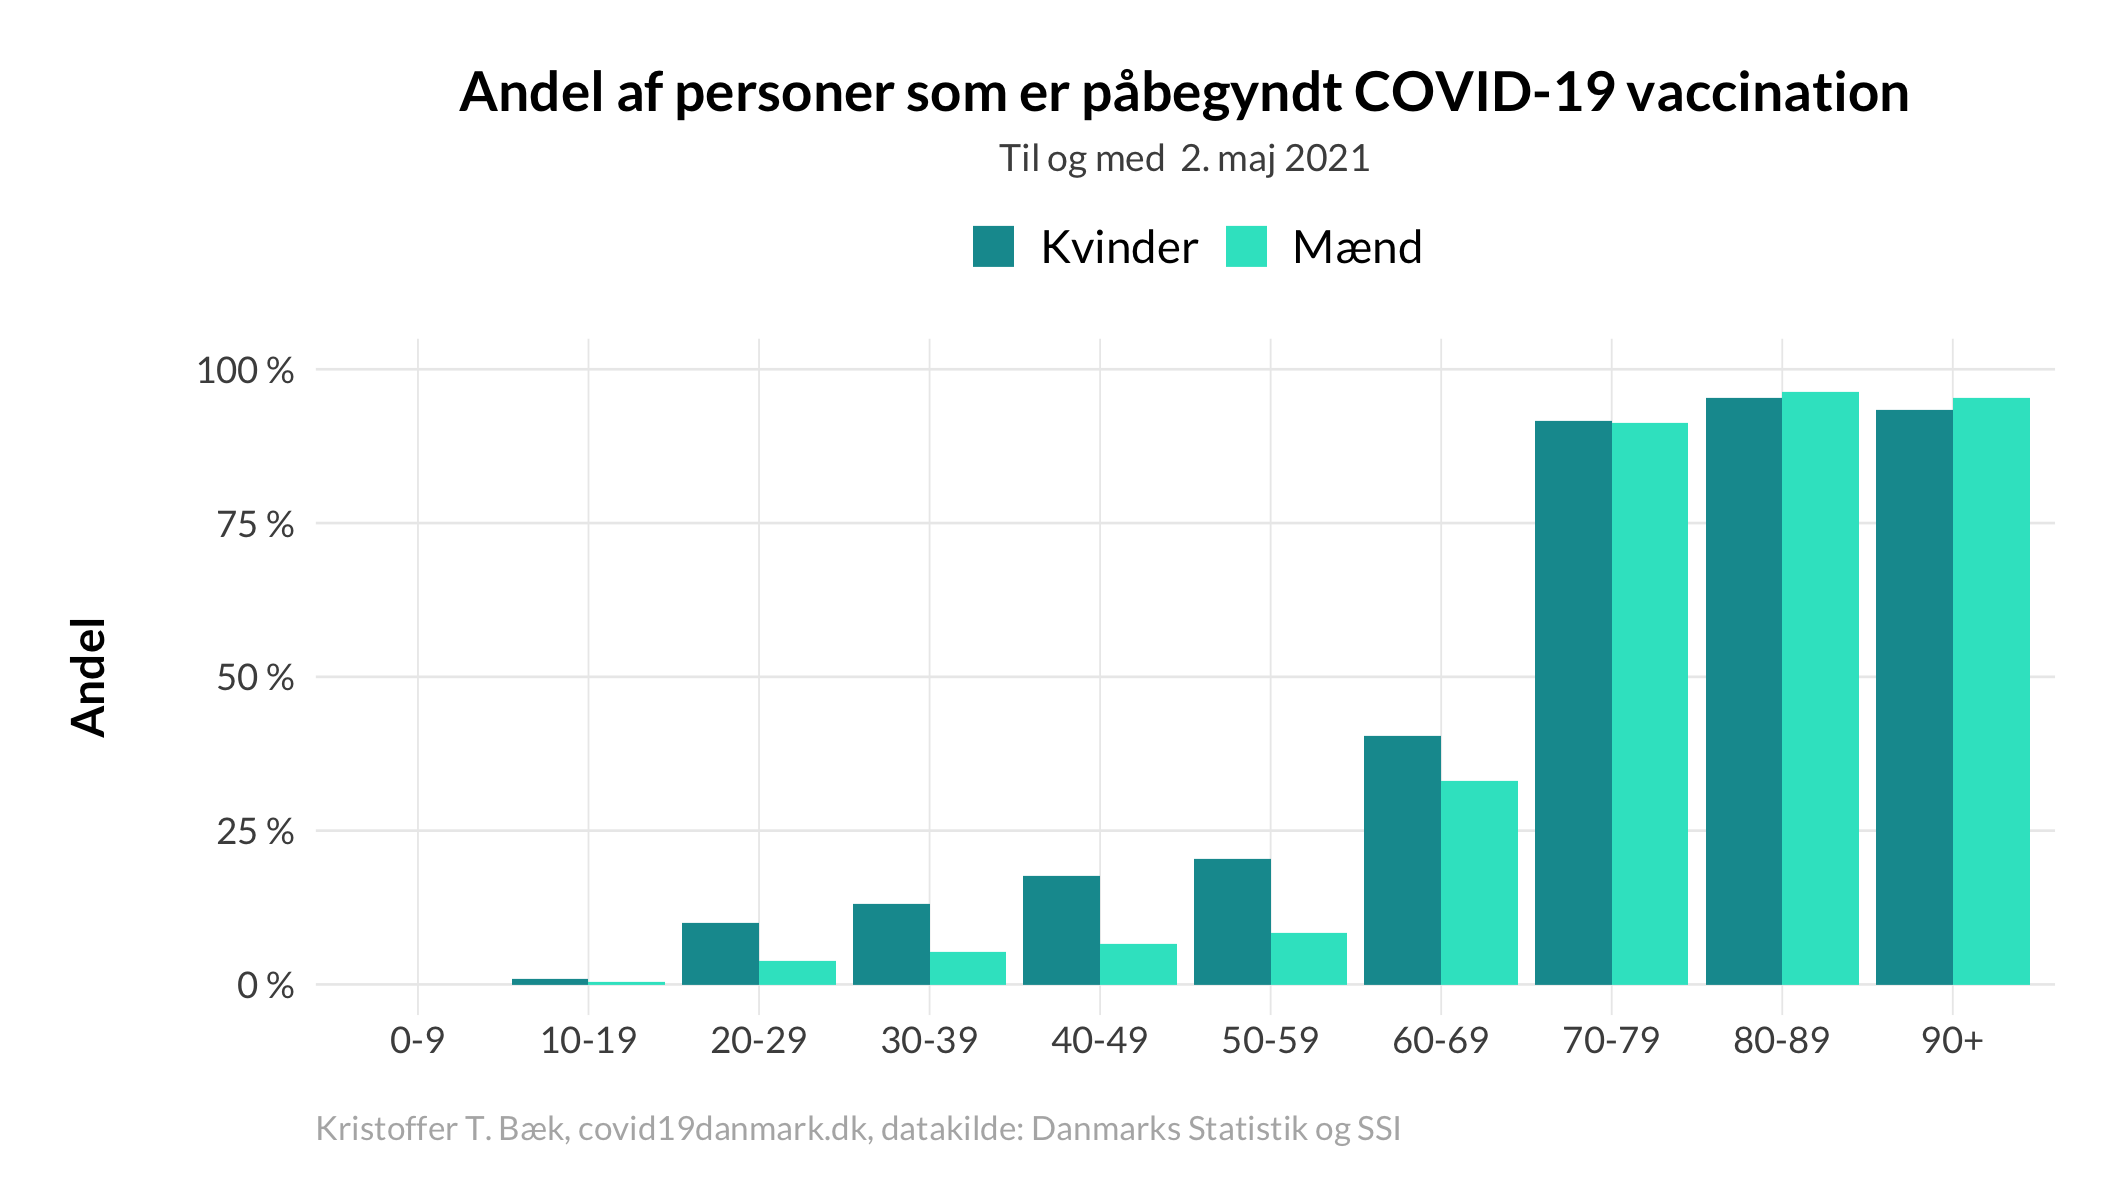 Andel af personer som er påbegyndt COVID-19 vaccination
Til og med  2. maj 2021
Kvinder Mænd
100 %
75 %
50 %
25 %
0 %
Andel
0-9 10-19 20-29 30-39 40-49 50-59 60-69 70-79 80-89 90+
Kristoffer T. Bæk, covid19danmark.dk, datakilde: Danmarks Statistik og SSI